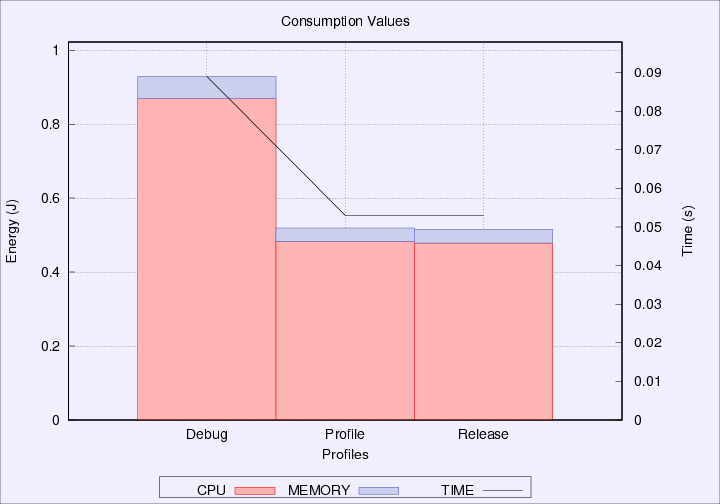 Consumption Values
1
0.8
0.6
0.4
0.2
0
Energy (J)
0.09
0.08
0.07
0.06
0.05
0.04
0.03
0.02
0.01
0
Time (s)
Debug Profile Release
Profiles
CPU MEMORY TIME